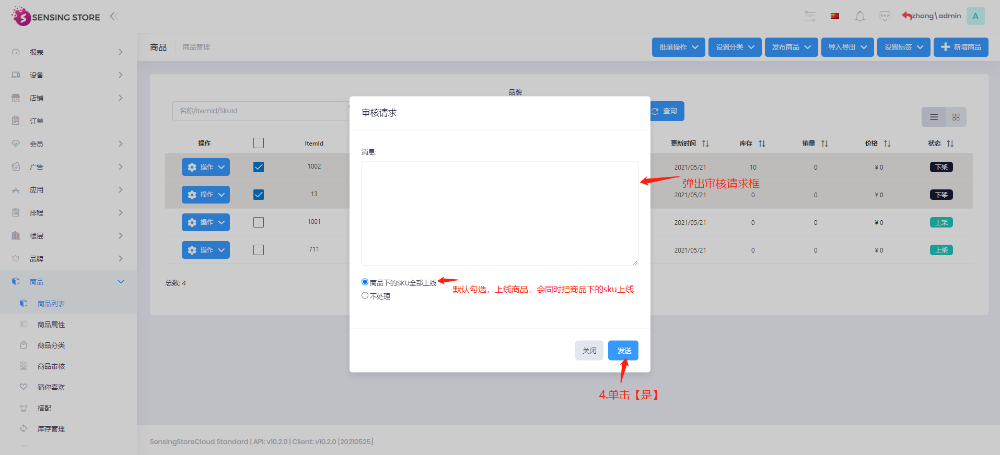 SENSING STORE
zhang\admin
A
报表
设备
店铺
订单
会员
广告
应用
排程
楼层
品牌
商品
商品列表
商品属性
商品分类
商品审核
猜你喜欢
搭配
库存管理
商品
商品管理
批量操作
设置分类
发布商品
导入导出
设置标签
新增商品
品牌
名称/ItemId/SkuId
查询
操作 ItemId 更新时间 库存 销量 价格 状态
操作 1002 2021/05/21 10 0 ¥ 0 下架
操作 13 2021/05/21 0 0 ¥ 0 下架
操作 1001 2021/05/21 0 0 ¥ 0 上架
操作 711 2021/05/21 0 0 ¥ 0 上架
总数: 4
审核请求
消息:
弹出审核请求框
商品下的SKU全部上线
默认勾选，上线商品，会同时把商品下的sku上线
不处理
关闭
发送
4.单击【是】
SensingStoreCloud Standard | API: v10.2.0 | Client: v10.2.0 [20210525]